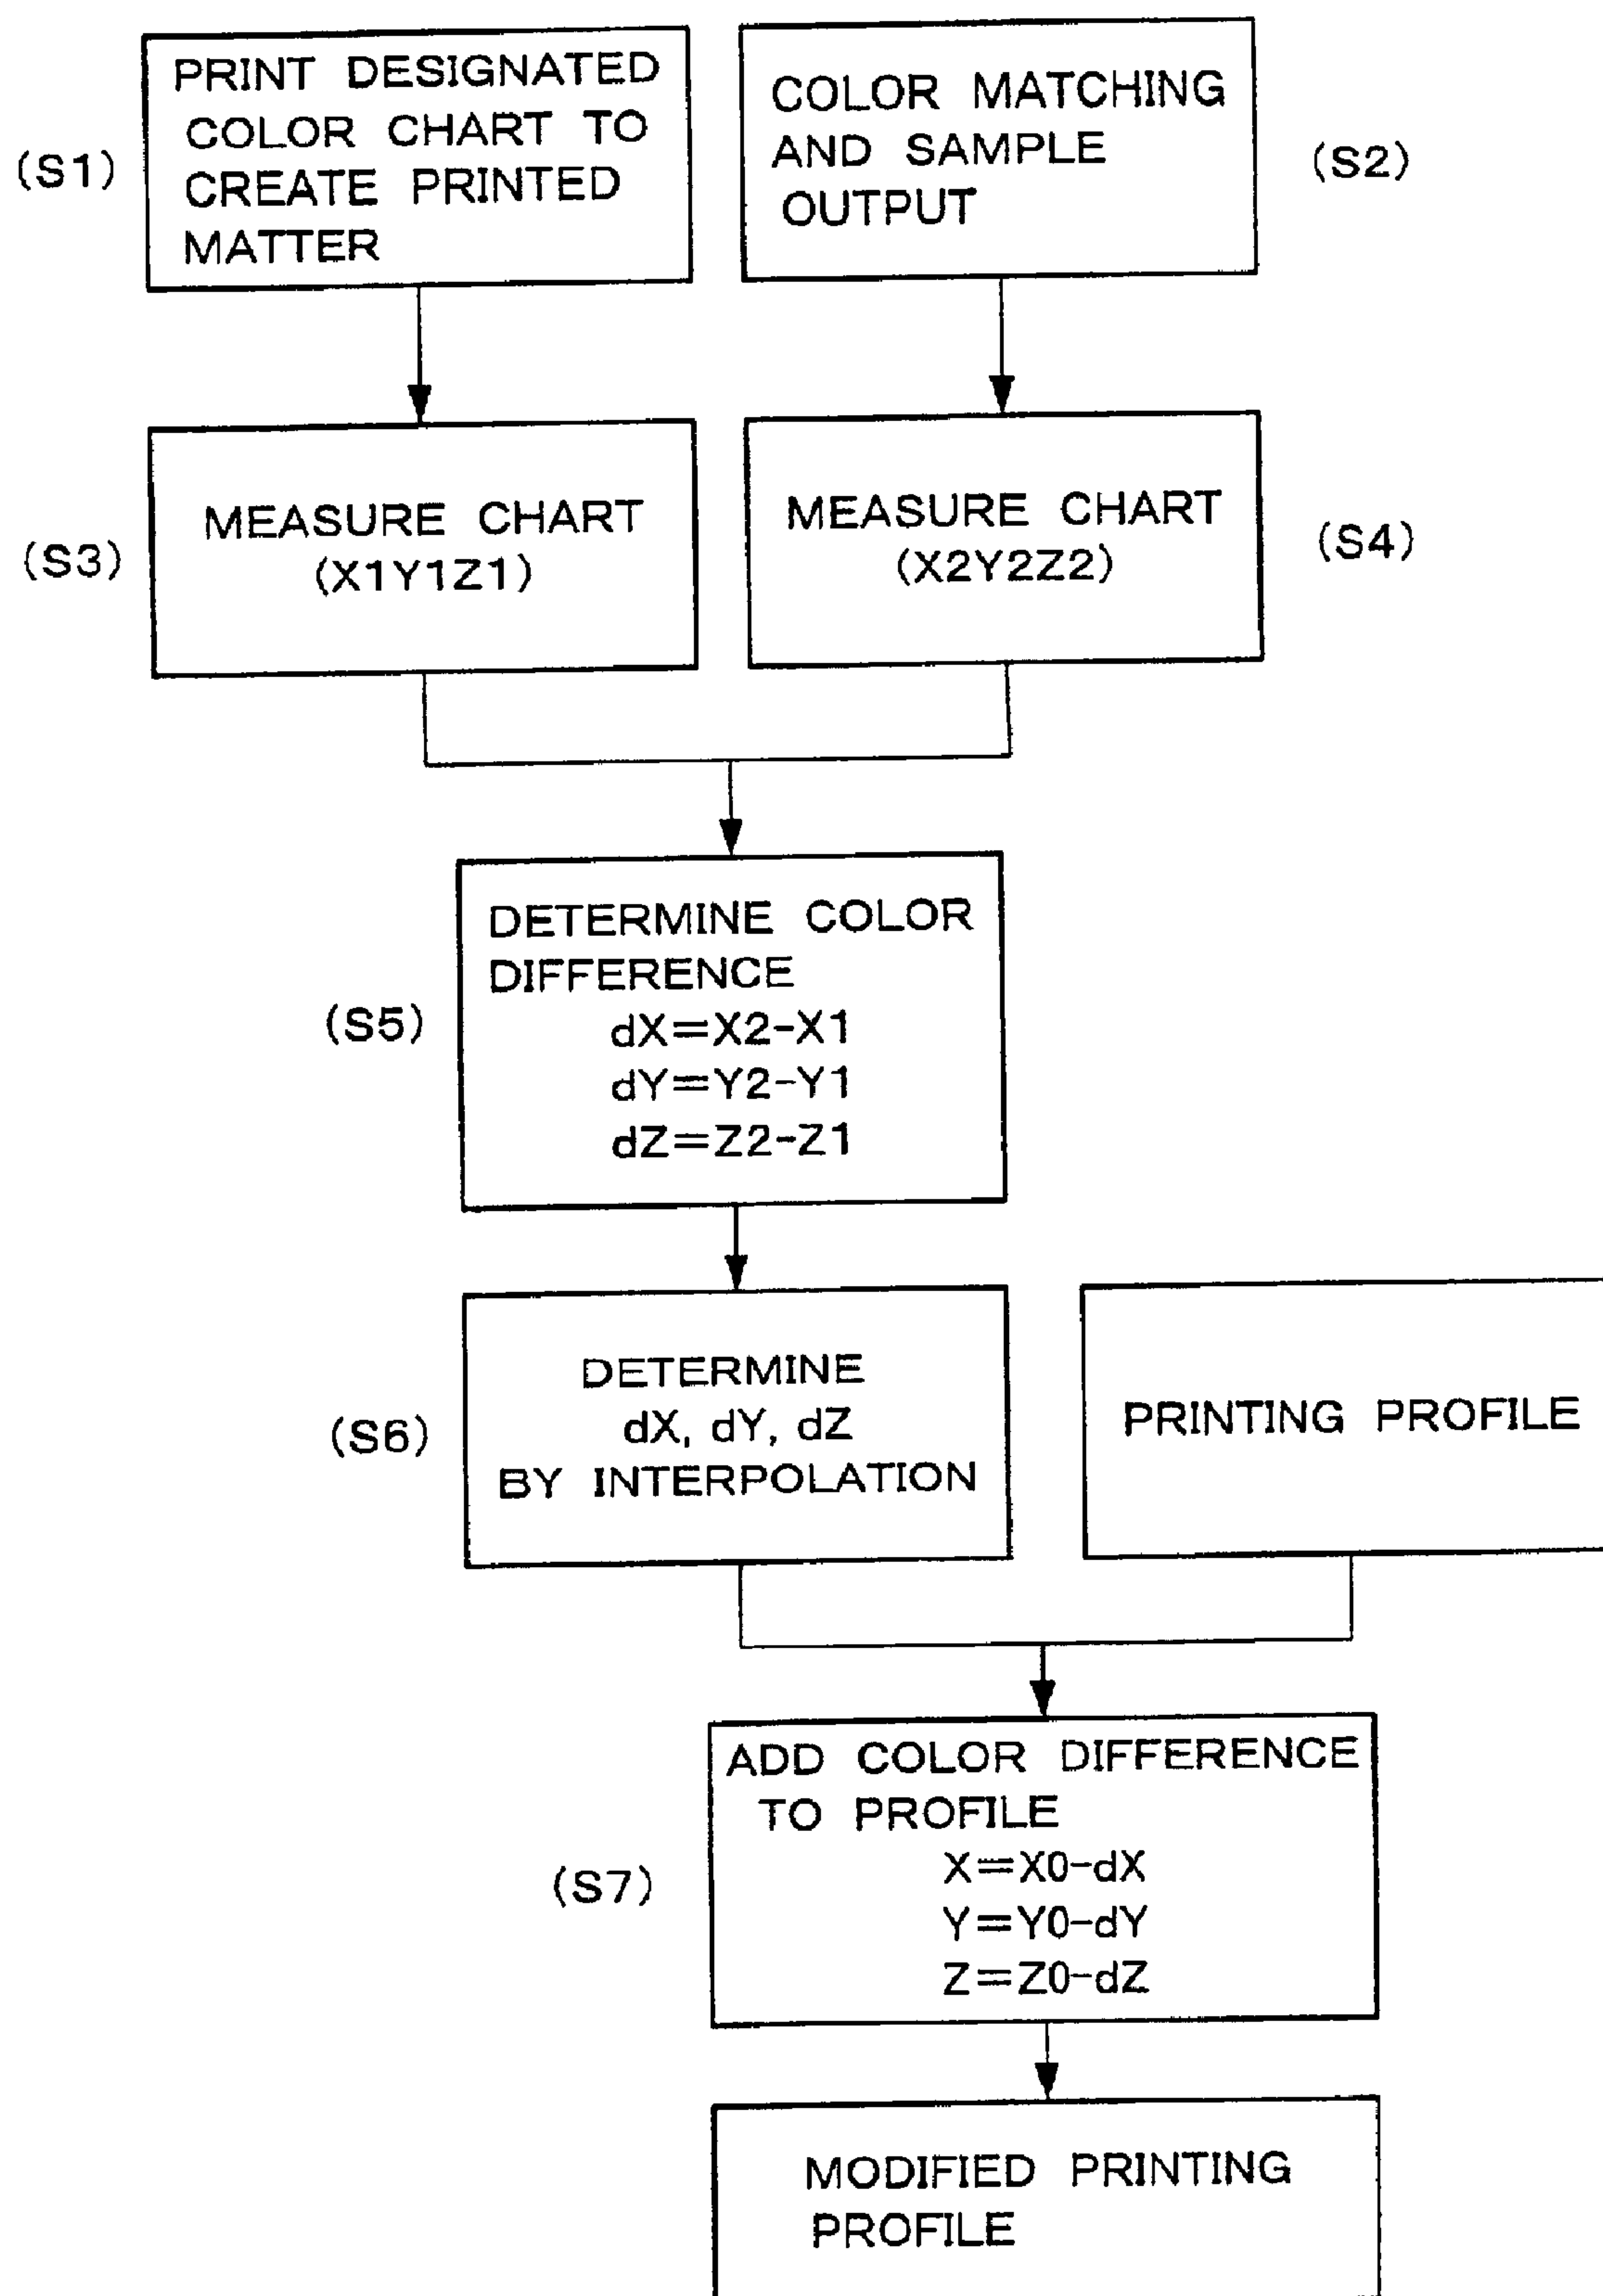 (S1)
PRINT DESIGNATED
COLOR CHART TO
CREATE PRINTED
MATTER
COLOR MATCHING
AND SAMPLE
OUTPUT
(S2)
(S3)
MEASURE CHART
(X1Y1Z1)
MEASURE CHART
(X2Y2Z2)
(S4)
(S5)
DETERMINE COLOR
DIFFERENCE
dX=X2-X1
dY=Y2-Y1
dZ=Z2-Z1
(S6)
DETERMINE
dX, dY, dZ
BY INTERPOLATION
PRINTING PROFILE
(S7)
ADD COLOR DIFFERENCE
TO PROFILE
X=X0-dX
Y=Y0-dY
Z=Z0-dZ
MODIFIED PRINTING
PROFILE